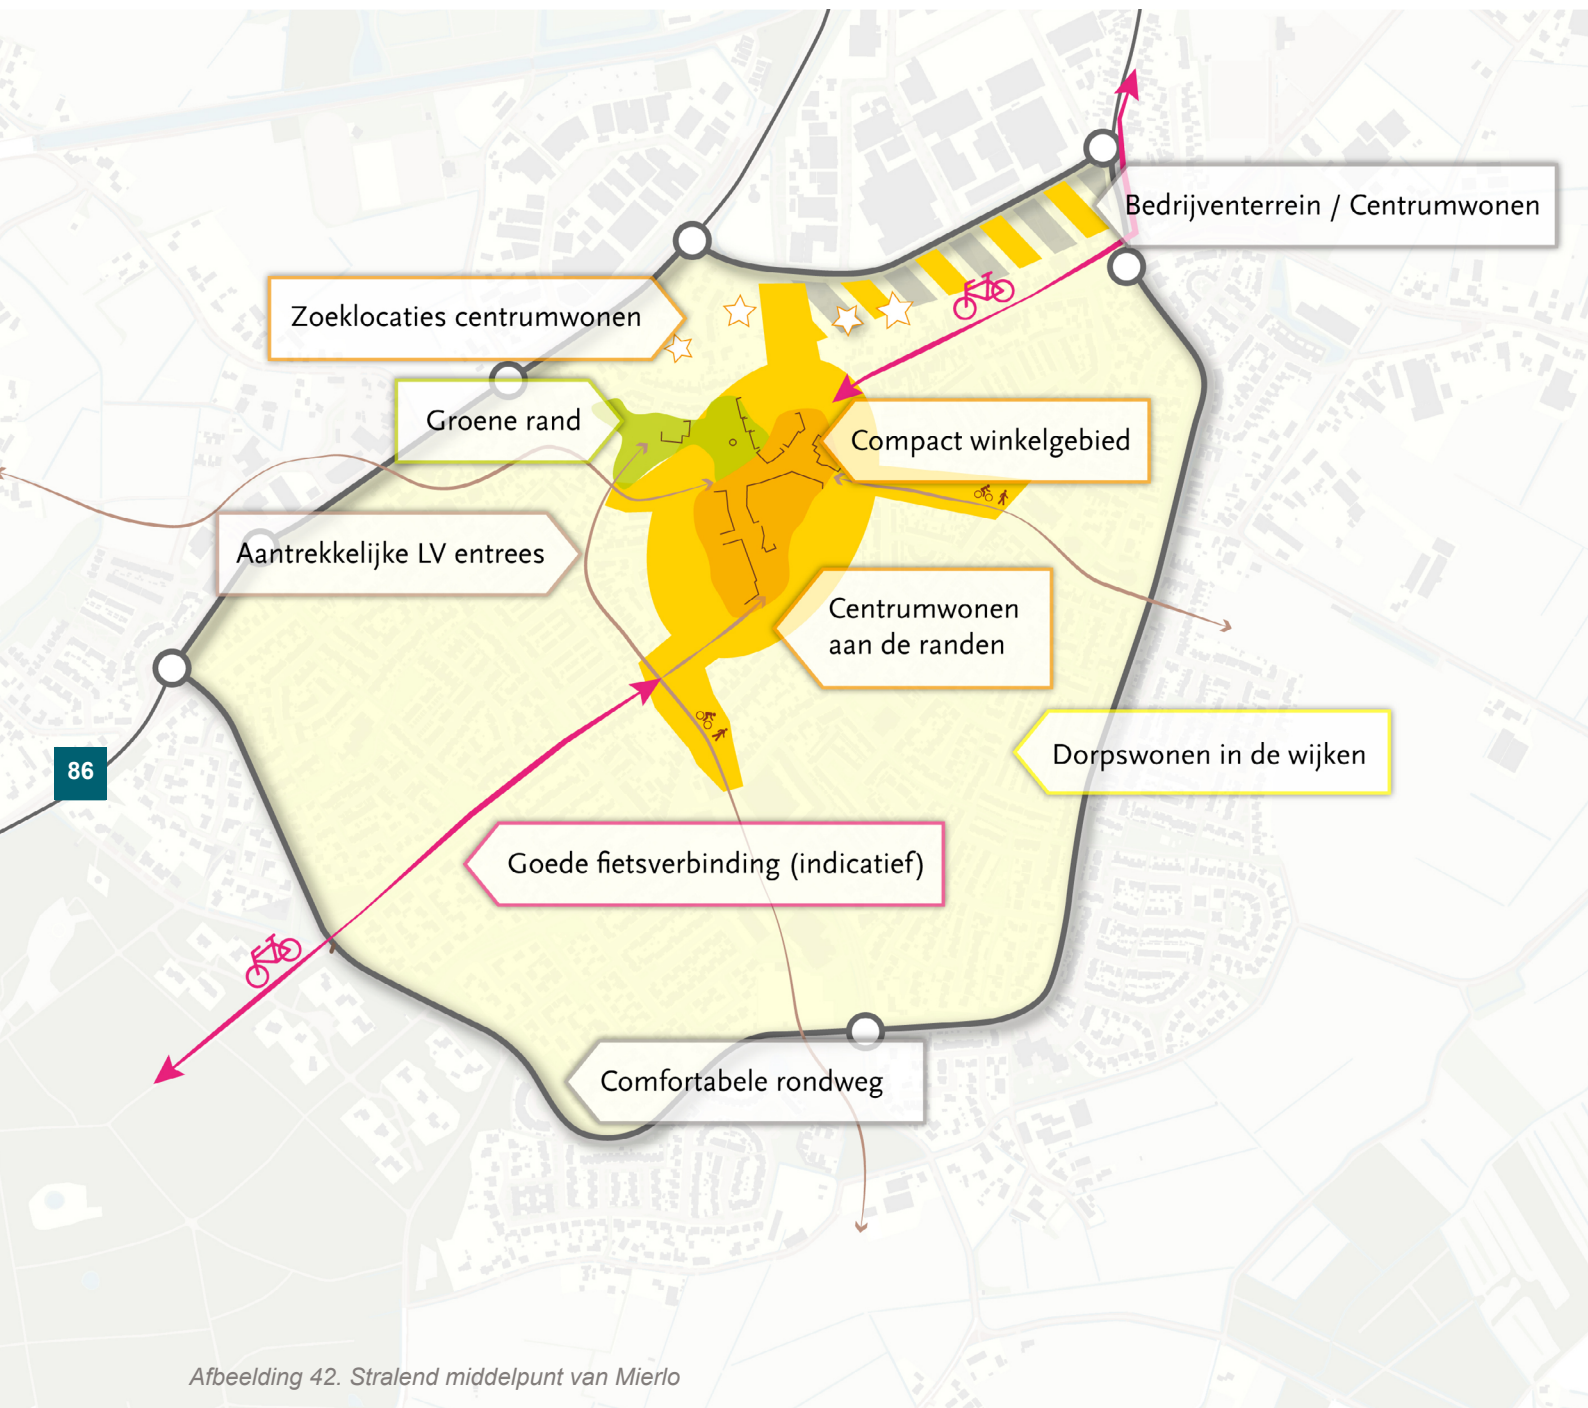 Bedrijventerrein / Centrumwonen
Zoeklocaties centrumwonen
Groene rand
Compact winkelgebied
Aantrekkelijke LV entrees
Centrumwonen
aan de randen
Dorpswonen in de wijken
86
Goede fietsverbinding (indicatief)
Comfortabele rondweg
Afbeelding 42. Stralend middelpunt van Mierlo